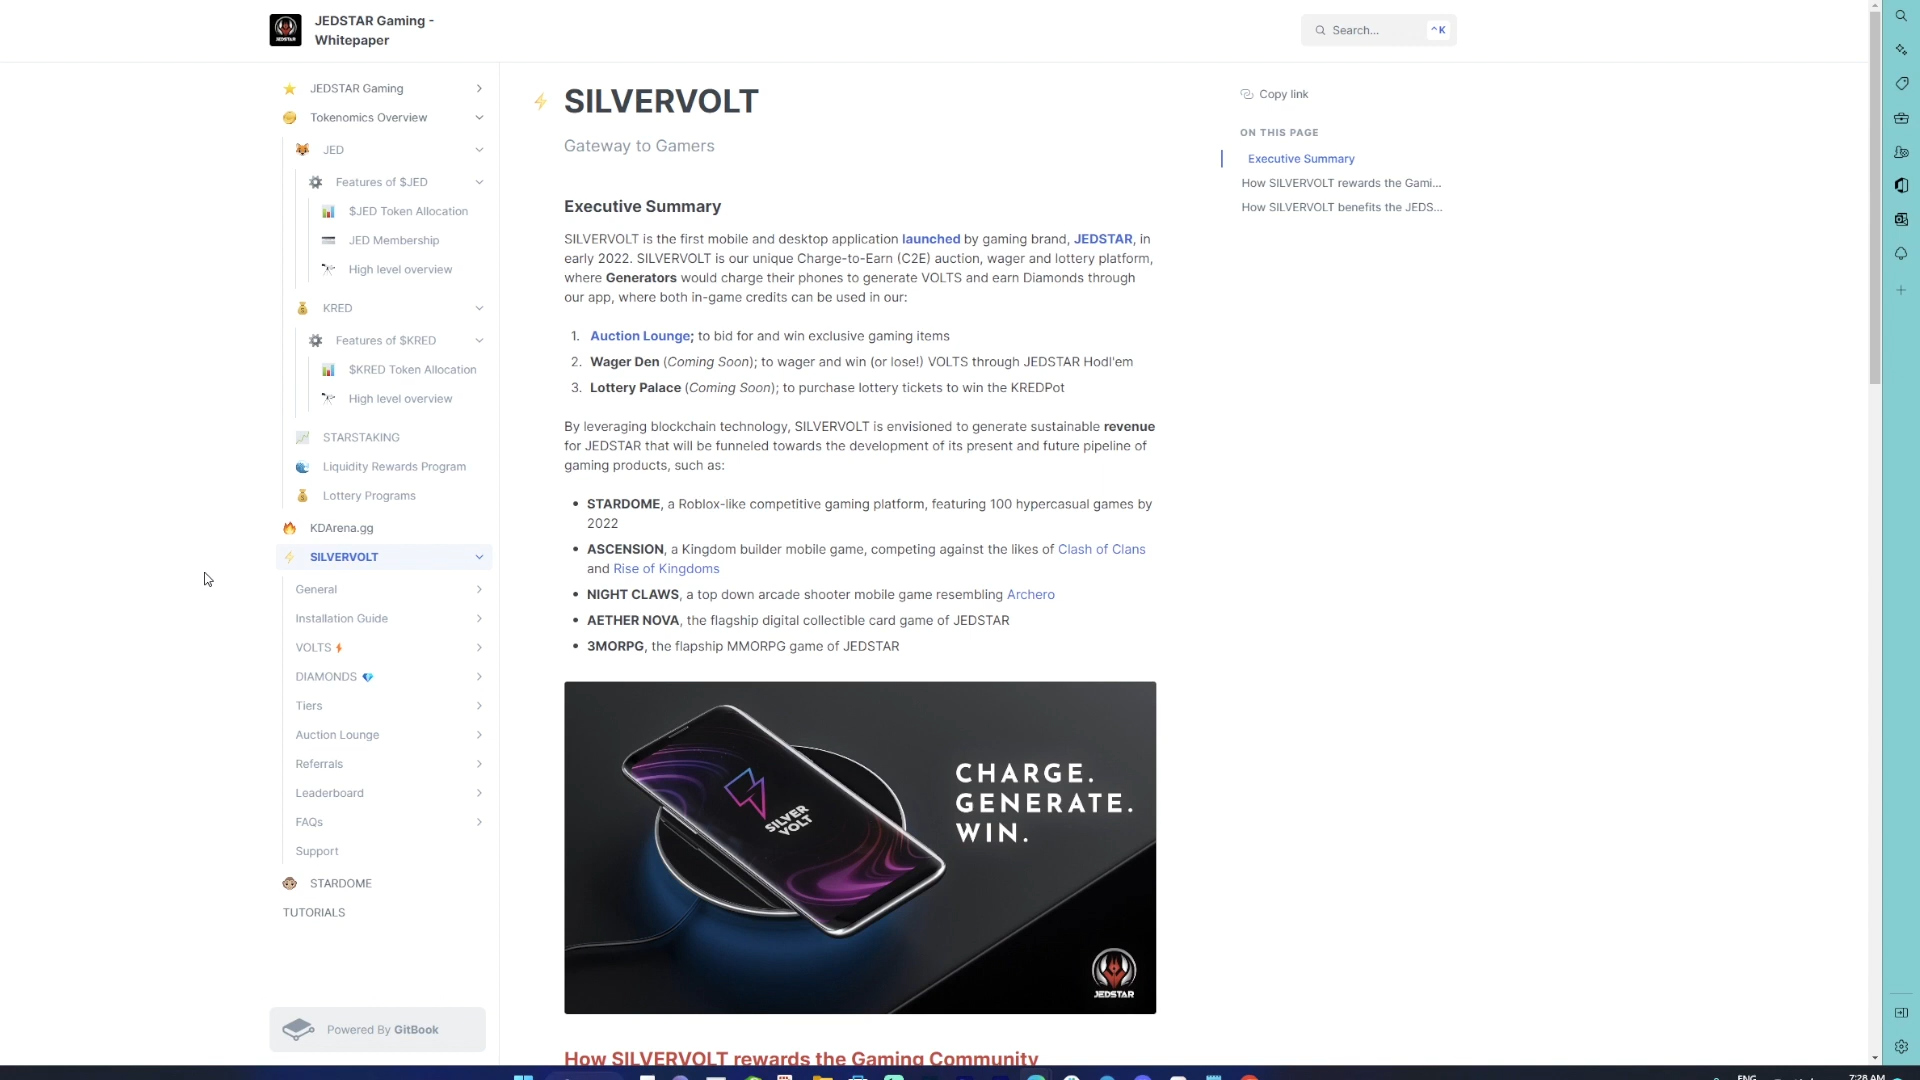 JEDSTAR Gaming -
Whitepaper
Search...
^K
JEDSTAR Gaming
Tokenomics Overview
JED
Features of $JED
$JED Token Allocation
JED Membership
High level overview
KRED
Features of $KRED
$KRED Token Allocation
High level overview
STARSTAKING
Liquidity Rewards Program
Lottery Programs
KDArena.gg
SILVERVOLT
General
Installation Guide
VOLTS
DIAMONDS
Tiers
Auction Lounge
Referrals
Leaderboard
FAQs
Support
STARDOME
TUTORIALS
Powered By GitBook
SILVERVOLT
Gateway to Gamers
Executive Summary
SILVERVOLT is the first mobile and desktop application launched by gaming brand, JEDSTAR, in
early 2022. SILVERVOLT is our unique Charge-to-Earn (C2E) auction, wager and lottery platform,
where Generators would charge their phones to generate VOLTS and earn Diamonds through
our app, where both in-game credits can be used in our:
1. Auction Lounge; to bid for and win exclusive gaming items
2. Wager Den (Coming Soon); to wager and win (or lose!) VOLTS through JEDSTAR Hodl'em
3. Lottery Palace (Coming Soon); to purchase lottery tickets to win the KREDPot
By leveraging blockchain technology, SILVERVOLT is envisioned to generate sustainable revenue
for JEDSTAR that will be funneled towards the development of its present and future pipeline of
gaming products, such as:
• STARDOME, a Roblox-like competitive gaming platform, featuring 100 hypercasual games by
2022
• ASCENSION, a Kingdom builder mobile game, competing against the likes of Clash of Clans
and Rise of Kingdoms
• NIGHT CLAWS, a top down arcade shooter mobile game resembling Archero
• AETHER NOVA, the flagship digital collectible card game of JEDSTAR
• 3MORPG, the flapship MMORPG game of JEDSTAR
SILVER
VOLT
CHARGE.
GENERATE.
WIN.
JEDSTAR
How SILVERVOLT rewards the Gaming Community
Copy link
ON THIS PAGE
Executive Summary
How SILVERVOLT rewards the Gami...
How SILVERVOLT benefits the JEDS...
ENG
7:28 AM